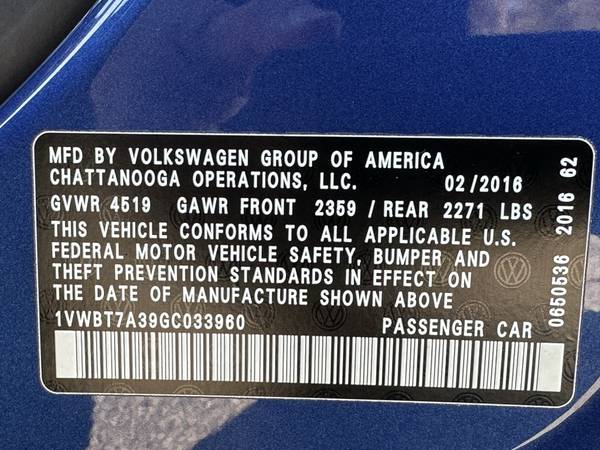 MFD BY VOLKSWAGEN GROUP OF AMERICA
CHATTANOOGA OPERATIONS, LLC. 02/2016
GVWR 4519 GAWR FRONT 2359 / REAR 2271 LBS
THIS VEHICLE CONFORMS TO ALL APPLICABLE U.S.
FEDERAL MOTOR VEHICLE SAFETY, BUMPER AND
THEFT PREVENTION STANDARDS IN EFFECT ON
THE DATE OF MANUFACTURE SHOWN ABOVE
1VWBT7A39GC033960 PASSENGER CAR
0650536 2016 62